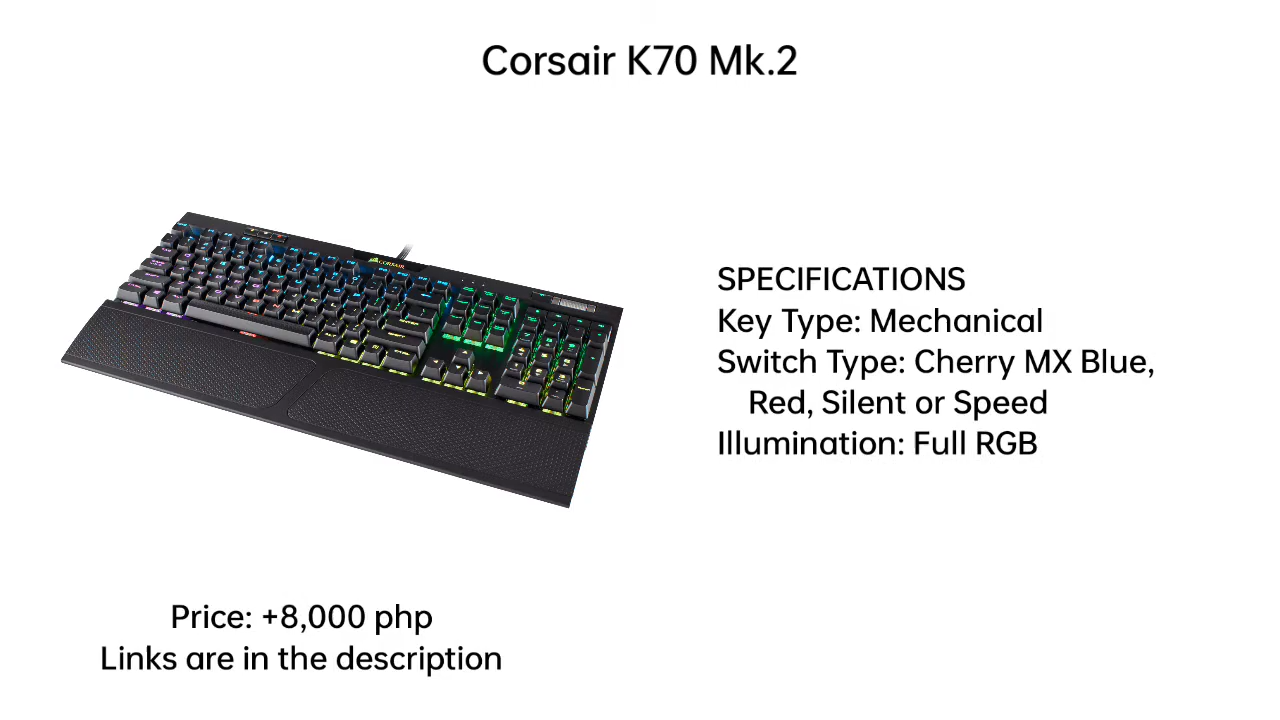 Corsair K70 Mk.2
CORSAIR
SPECIFICATIONS
Key Type: Mechanical
Switch Type: Cherry MX Blue,
Red, Silent or Speed
Illumination: Full RGB
Price: +8,000 php
Links are in the description